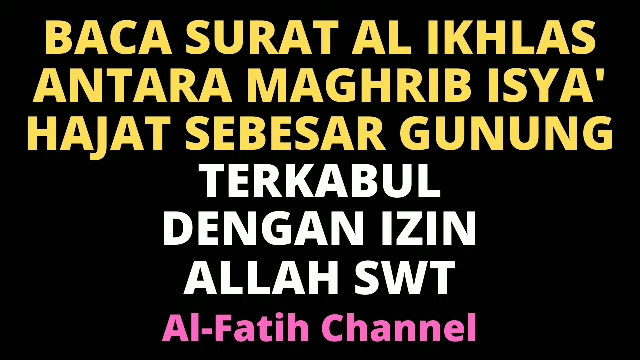 BACA SURAT AL IKHLAS
ANTARA MAGHRIB ISYA'
HAJAT SEBESAR GUNUNG
TERKABUL
DENGAN IZIN
ALLAH SWT
Al-Fatih Channel